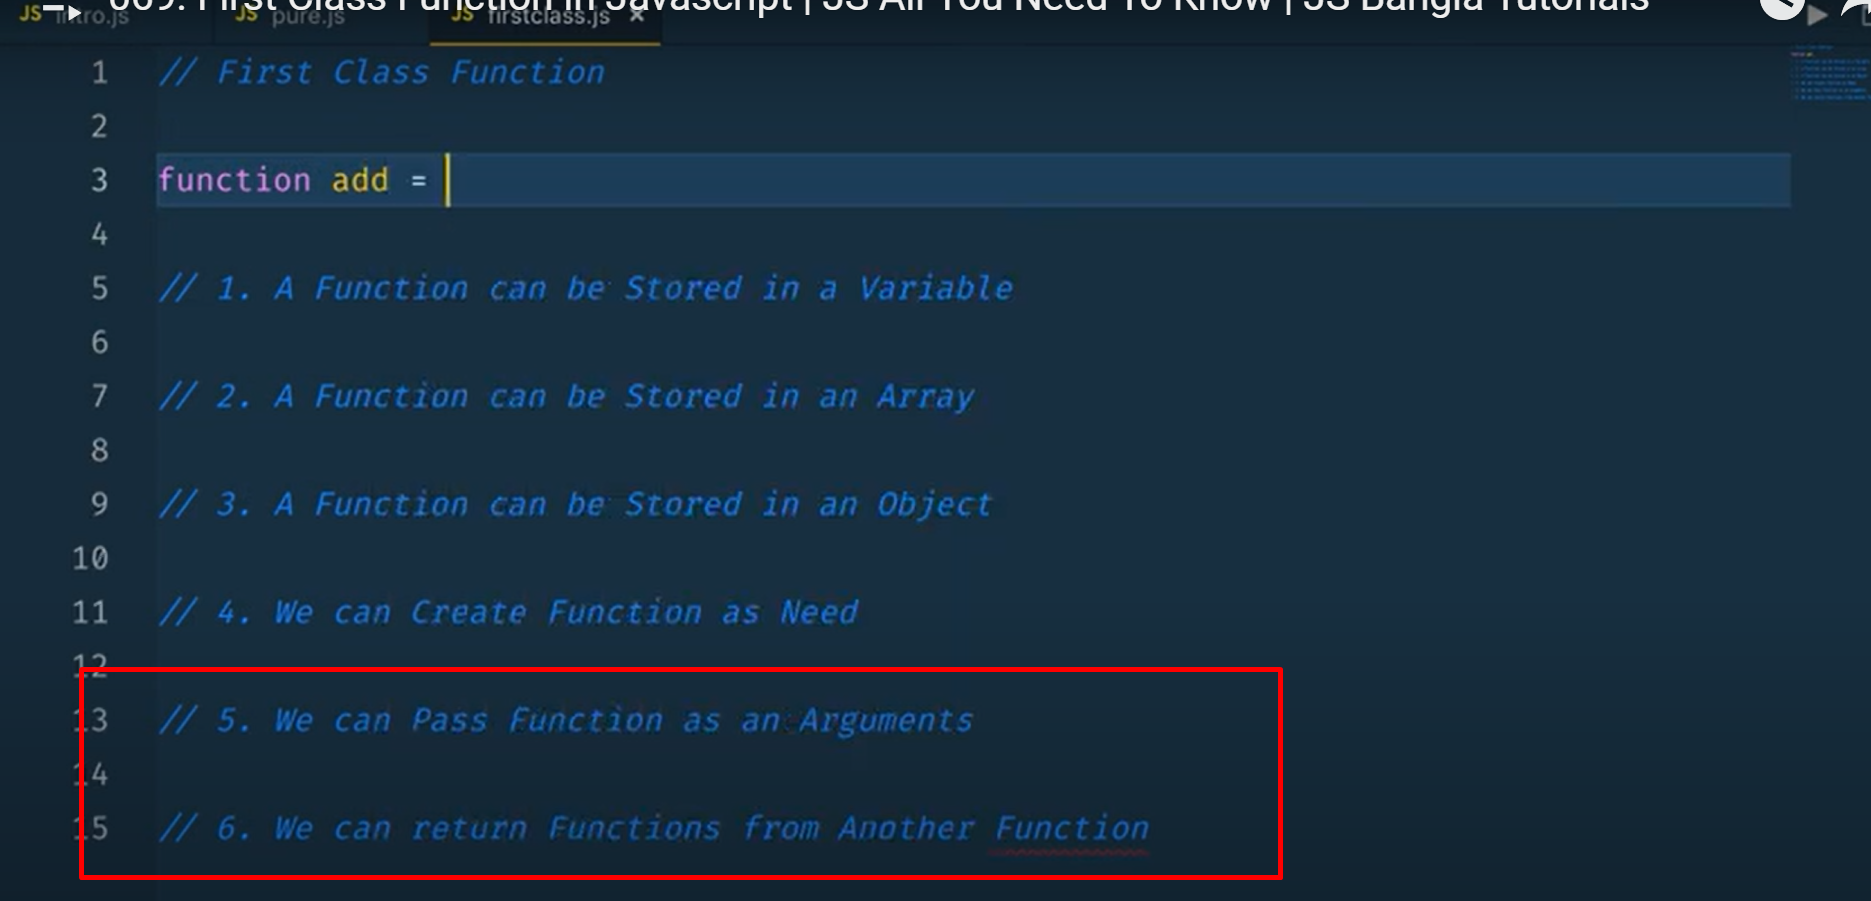 069. First Class Function in Javascript | JS All You Need To Know | JS Bangla Tutorials
JS intro.js JS pure.js JS firstclass.js ×
1 // First Class Function
2
3 function add =
4
5 // 1. A Function can be Stored in a Variable
6
7 // 2. A Function can be Stored in an Array
8
9 // 3. A Function can be Stored in an Object
10
11 // 4. We can Create Function as Need
12
13 // 5. We can Pass Function as an Arguments
14
15 // 6. We can return Functions from Another Function